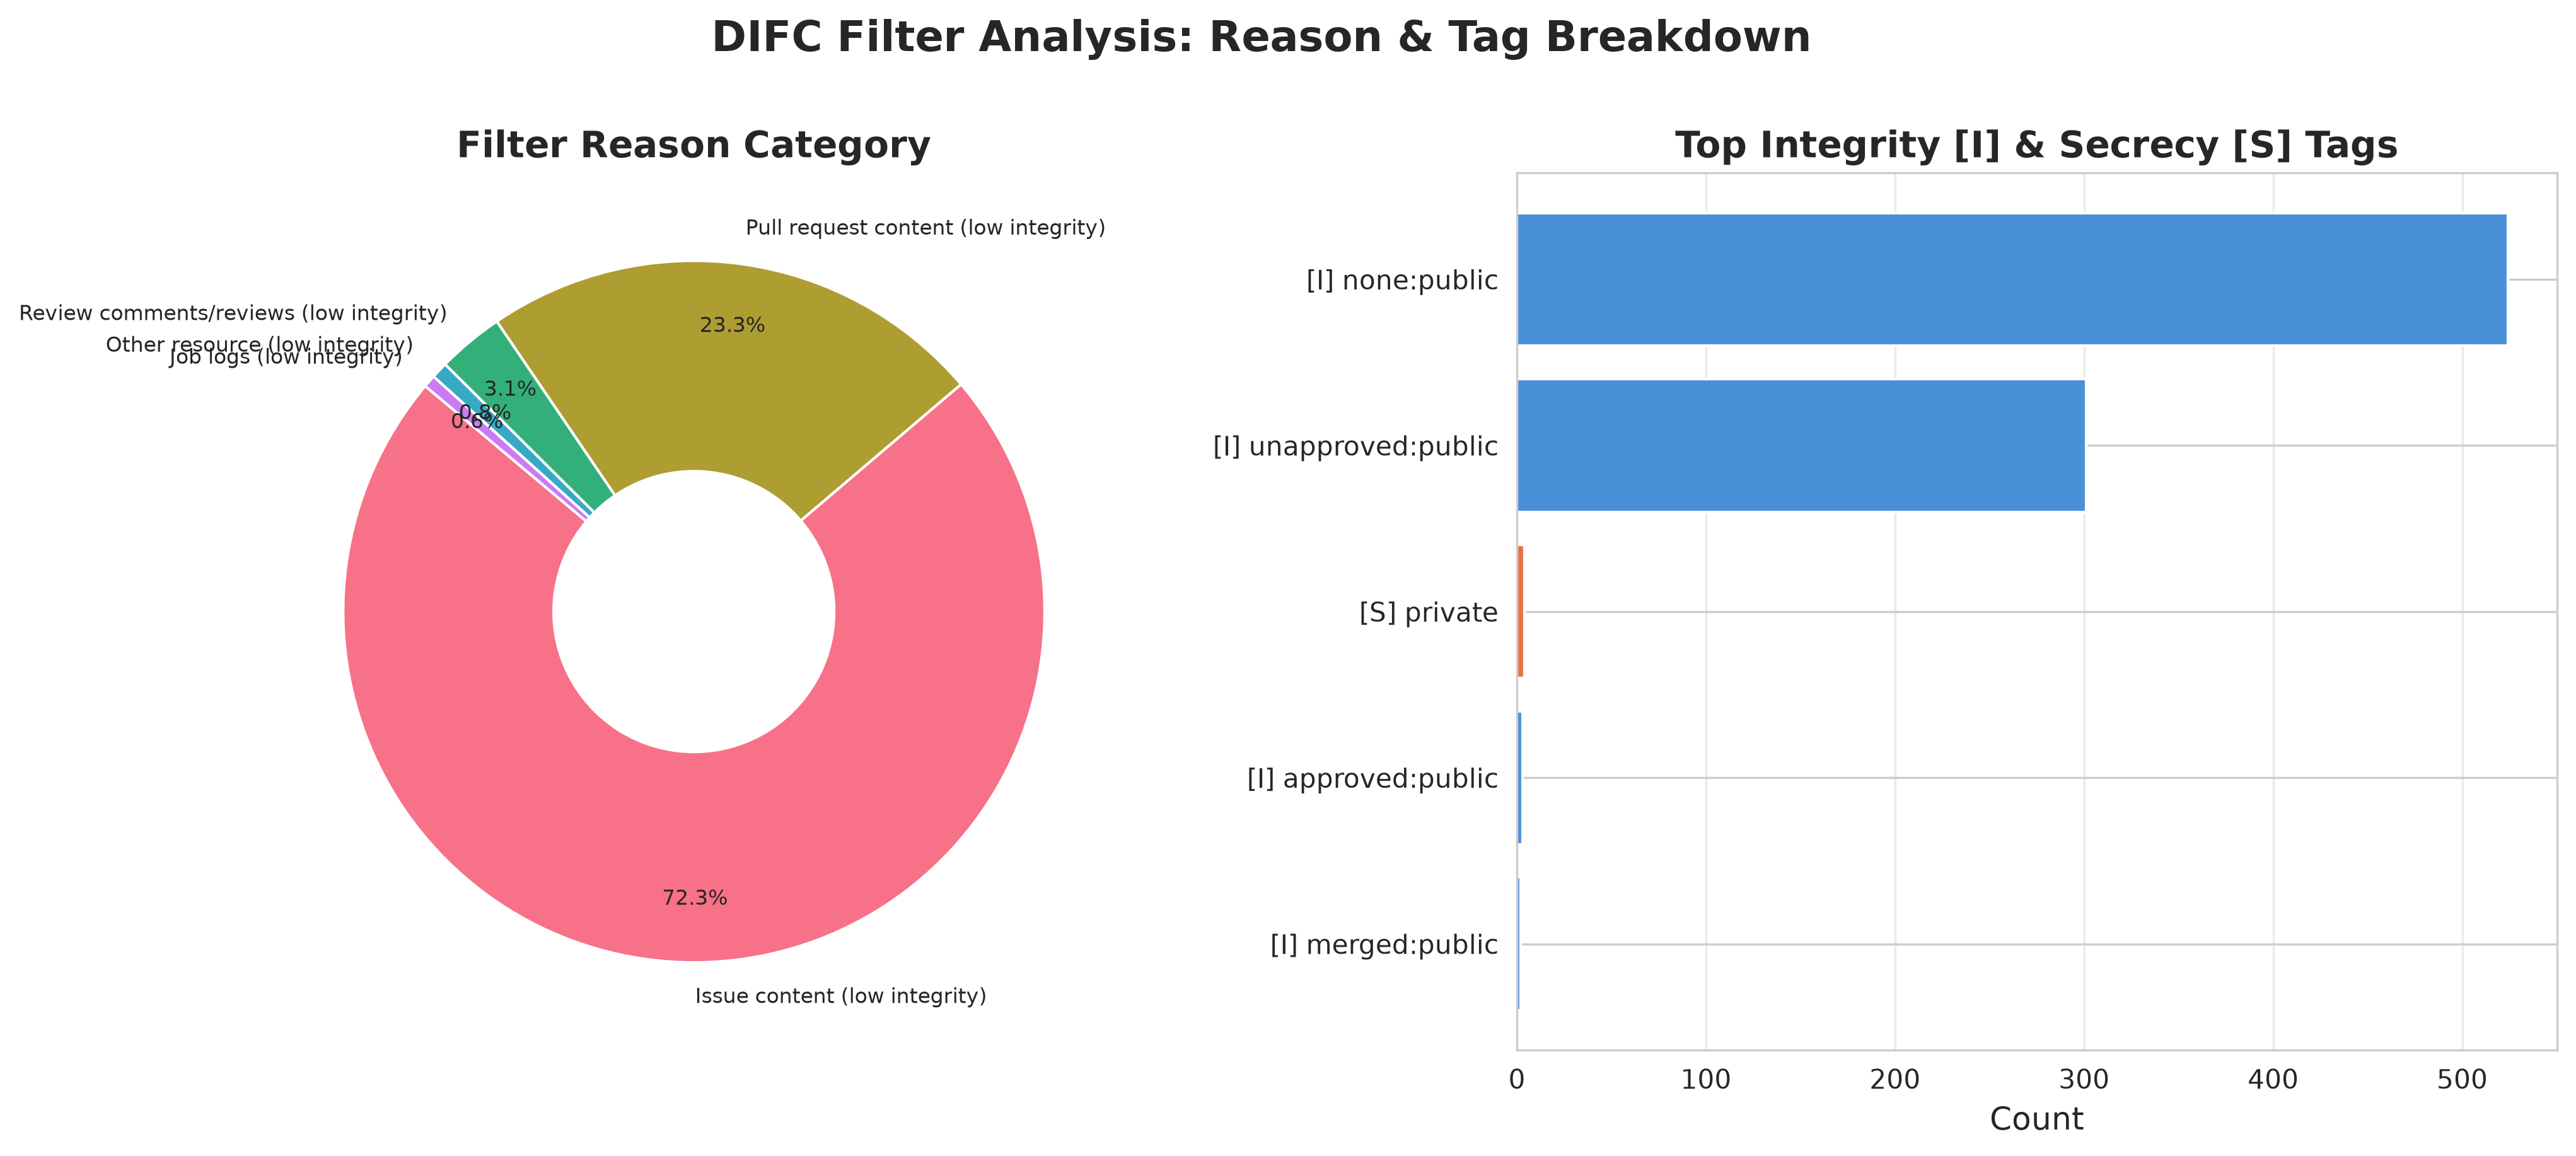 DIFC Filter Analysis: Reason & Tag Breakdown
Filter Reason Category
Pull request content (low integrity)
Review comments/reviews (low integrity)
Other resource (low integrity)
Job logs (low integrity)
23.3%
3.1%
0.8%
0.6%
72.3%
Issue content (low integrity)
Top Integrity [I] & Secrecy [S] Tags
[I] none:public
[I] unapproved:public
[S] private
[I] approved:public
[I] merged:public
0 100 200 300 400 500
Count